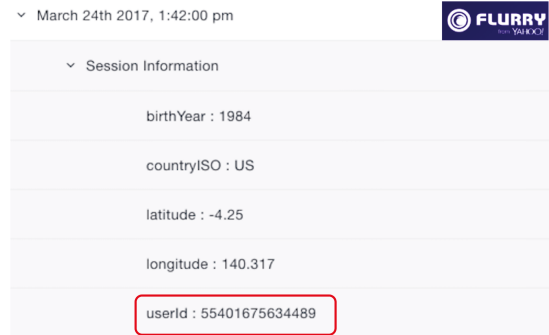 March 24th 2017, 1:42:00 pm
FLURRY
from YAHOO!
Session Information
birthYear : 1984
countryISO : US
latitude : -4.25
longitude : 140.317
userId : 55401675634489